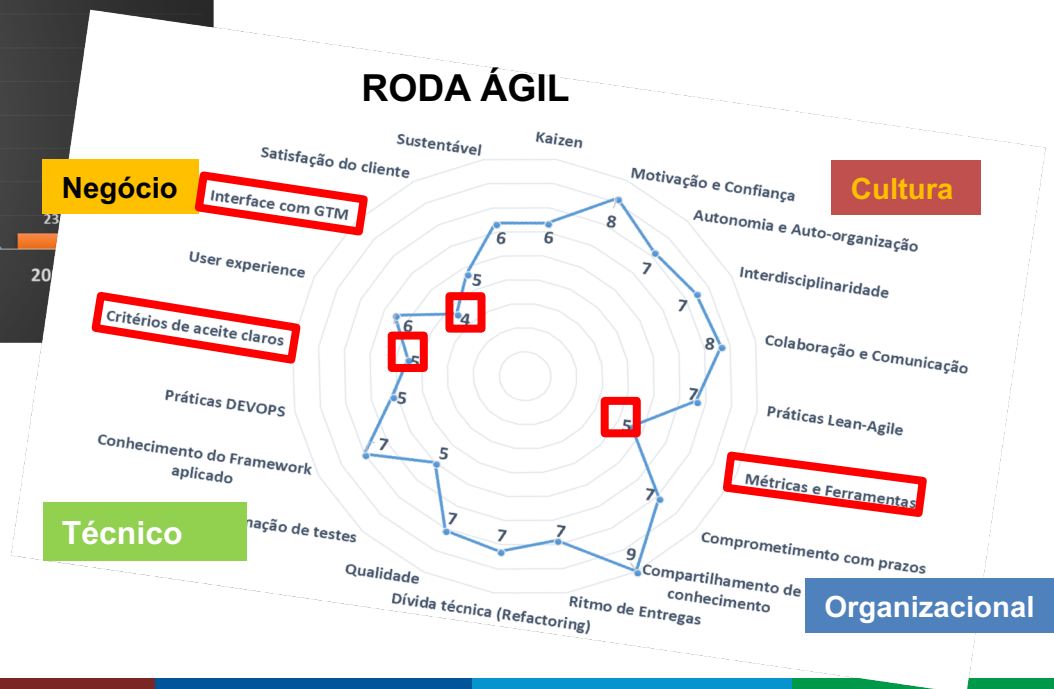 RODA ÁGIL
Kaizen
Sustentável
Satisfação do cliente
Motivação e Confiança
Negócio
Cultura
Interface com GTM
Autonomia e Auto-organização
23
20
User experience
Interdisciplinaridade
Critérios de aceite claros
Colaboração e Comunicação
Práticas DEVOPS
Práticas Lean-Agile
Conhecimento do Framework
aplicado
Métricas e Ferramentas
Técnico
mação de testes
Comprometimento com prazos
Qualidade
Compartilhamento de
conhecimento
Dívida técnica (Refactoring)
Ritmo de Entregas
Organizacional
6
8
7
7
8
7
5
7
9
7
7
7
5
7
5
5
6
4
5
6